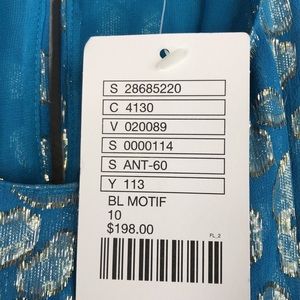 S 28685220
C 4130
V 020089
S 0000114
S ANT-60
Y 113
BL MOTIF
10
$198.00
FL_2